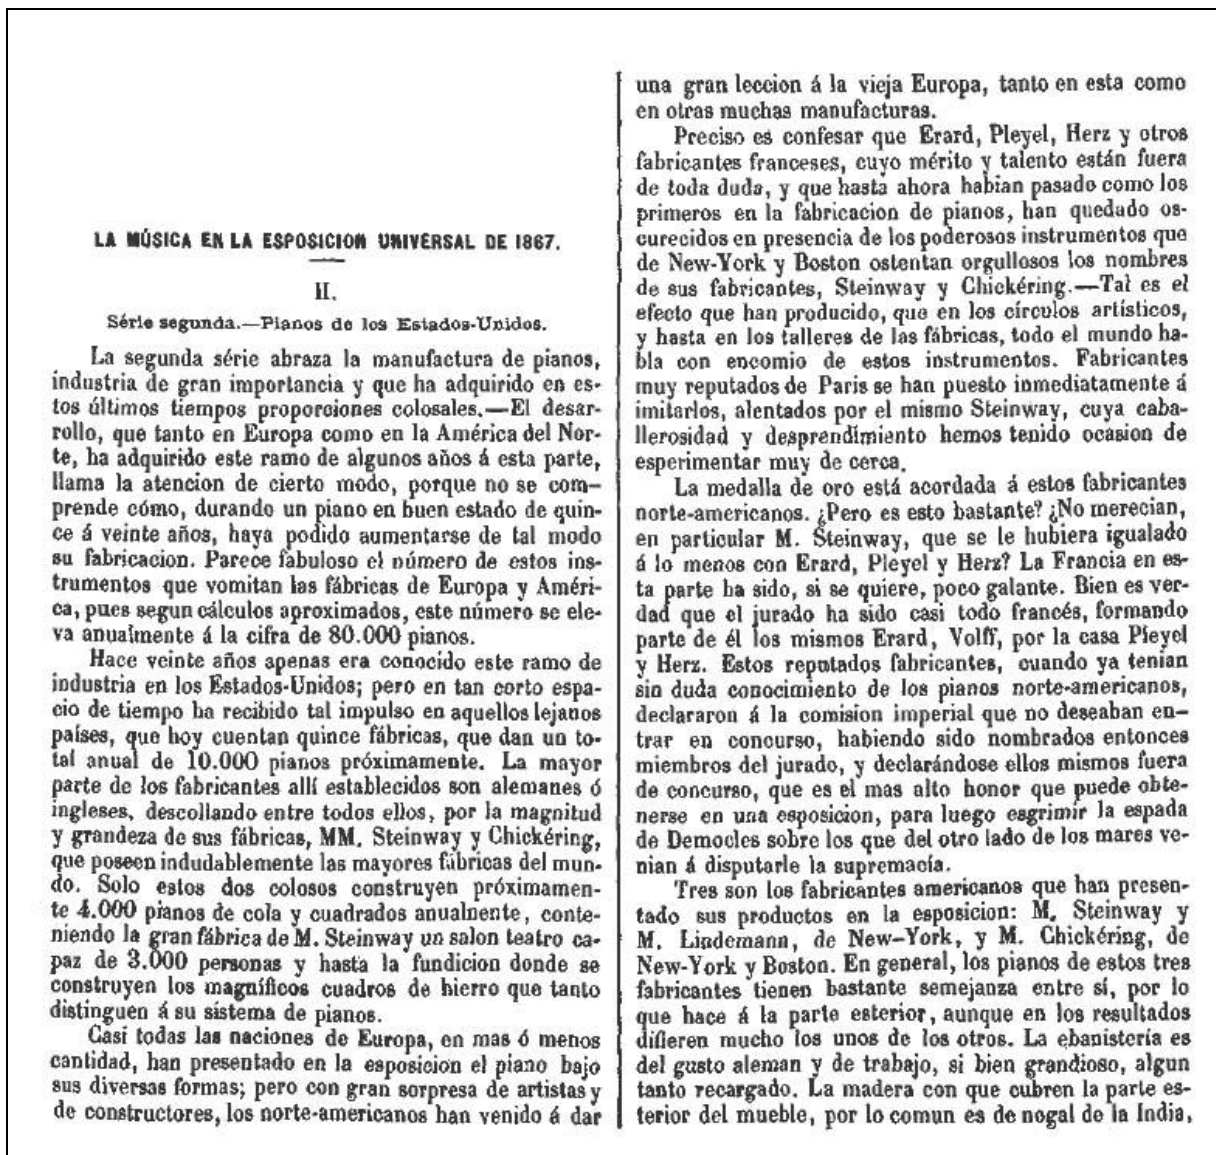 LA MÚSICA EN LA ESPOSICION UNIVERSAL DE 1867.
II.
Série segunda.—Pianos de los Estados-Unidos.
La segunda série abraza la manufactura de pianos,
industria de gran importancia y que ha adquirido en es-
tos últimos tiempos proporciones colosales.—El desar-
rollo, que tanto en Europa como en la América del Nor-
te, ha adquirido este ramo de algunos años á esta parte,
llama la atencion de cierto modo, porque no se com-
prende cómo, durando un piano en buen estado de quin-
ce á veinte años, haya podido aumentarse de tal modo
su fabricacion. Parece fabuloso el número de estos ins-
trumentos que vomitan las fábricas de Europa y Améri-
ca, pues segun cálculos aproximados, este número se ele-
va anualmente á la cifra de 80.000 pianos.
Hace veinte años apenas era conocido este ramo de
industria en los Estados-Unidos; pero en tan corto espa-
cio de tiempo ha recibido tal impulso en aquellos lejanos
países, que hoy cuentan quince fábricas, que dan un to-
tal anual de 10.000 pianos próximamente. La mayor
parte de los fabricantes allí establecidos son alemanes ó
ingleses, descollando entre todos ellos, por la magnitud
y grandeza de sus fábricas, MM. Steinway y Chickéring,
que poseen indudablemente las mayores fábricas del mun-
do. Solo estos dos colosos construyen próximamen-
te 4.000 pianos de cola y cuadrados anualnente, conte-
niendo la gran fábrica de M. Steinway un salon teatro ca-
paz de 3.000 personas y hasta la fundicion donde se
construyen los magníficos cuadros de hierro que tanto
distinguen á su sistema de pianos.
Casi todas las naciones de Europa, en mas ó menos
cantidad, han presentado en la esposicion el piano bajo
sus diversas formas; pero con gran sorpresa de artistas y
de constructores, los norte-americanos han venido á dar
una gran leccion á la vieja Europa, tanto en esta como
en otras muchas manufacturas.
Preciso es confesar que Erard, Pleyel, Herz y otros
fabricantes franceses, cuyo mérito y talento están fuera
de toda duda, y que hasta ahora habian pasado como los
primeros en la fabricacion de pianos, han quedado os-
curecidos en presencia de los poderosos instrumentos que
de New-York y Boston ostentan orgullosos los nombres
de sus fabricantes, Steinway y Chickéring.—Tal es el
efecto que han producido, que en los círculos artísticos,
y hasta en los talleres de las fábricas, todo el mundo ha-
bla con encomio de estos instrumentos. Fabricantes
muy reputados de Paris se han puesto inmediatamente á
imitarlos, alentados por el mismo Steinway, cuya caba-
llerosidad y desprendimiento hemos tenido ocasion de
esperimentar muy de cerca.
La medalla de oro está acordada á estos fabricantes
norte-americanos. ¿Pero es esto bastante? ¿No merecian,
en particular M. Steinway, que se le hubiera igualado
á lo menos con Erard, Pleyel y Herz? La Francia en es-
ta parte ha sido, si se quiere, poco galante. Bien es ver-
dad que el jurado ha sido casi todo francés, formando
parte de él los mismos Erard, Volff, por la casa Pleyel
y Herz. Estos reputados fabricantes, cuando ya tenian
sin duda conocimiento de los pianos norte-americanos,
declararon á la comision imperial que no deseaban en-
trar en concurso, habiendo sido nombrados entonces
miembros del jurado, y declarándose ellos mismos fuera
de concurso, que es el mas alto honor que puede obte-
nerse en una esposicion, para luego esgrimir la espada
de Democles sobre los que del otro lado de los mares ve-
nian á disputarle la supremacía.
Tres son los fabricantes americanos que han presen-
tado sus productos en la esposicion: M. Steinway y
M. Lindemann, de New-York, y M. Chickéring, de
New-York y Boston. En general, los pianos de estos tres
fabricantes tienen bastante semejanza entre sí, por lo
que hace á la parte esterior, aunque en los resultados
difieren mucho los unos de los otros. La ebanistería es
del gusto aleman y de trabajo, si bien grandioso, algun
tanto recargado. La madera con que cubren la parte es-
terior del mueble, por lo comun es de nogal de la India,